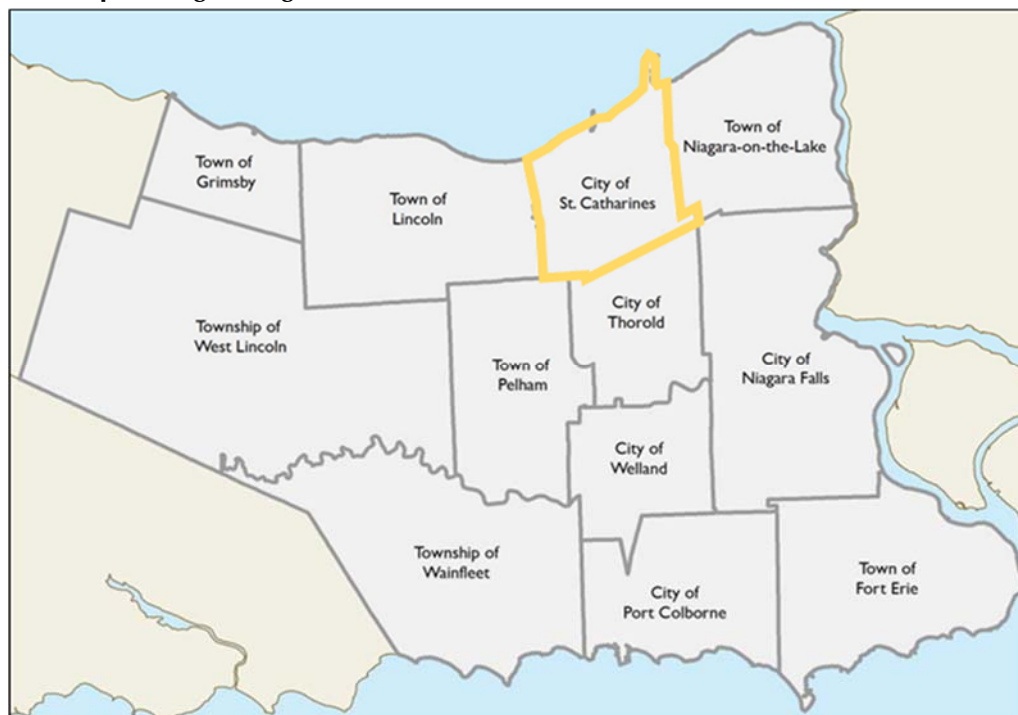 Town of
Niagara-on-the-Lake
Town of
Grimsby
City of
St. Catharines
Town of
Lincoln
City of
Thorold
Township of
West Lincoln
Town of
Pelham
City of
Niagara Falls
City of
Welland
Township of
Wainfleet
City of
Port Colborne
Town of
Fort Erie